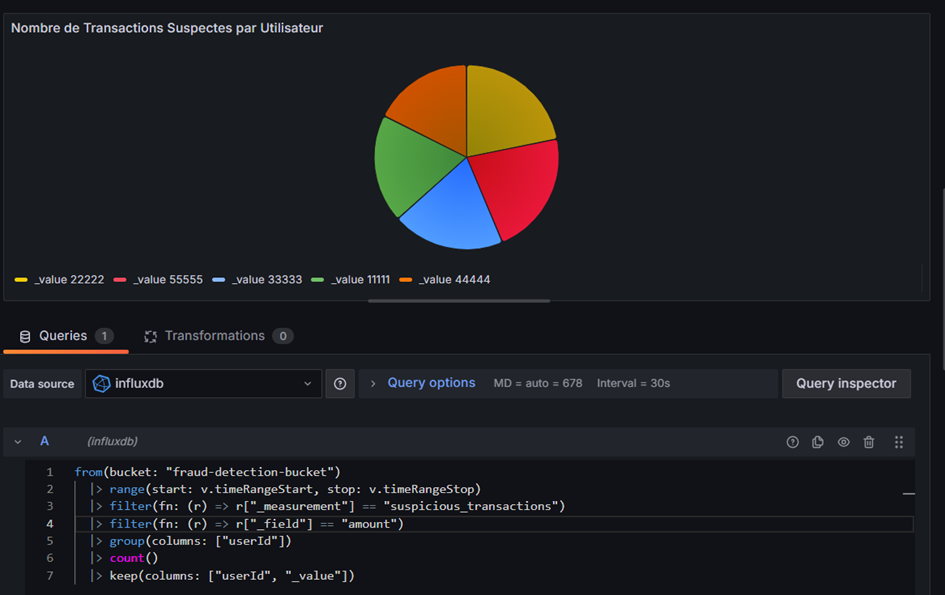 Nombre de Transactions Suspectes par Utilisateur
_value 22222 _value 55555 _value 33333 _value 11111 _value 44444
Queries 1 Transformations 0
Data source influxdb Query options MD = auto = 678 Interval = 30s Query inspector
A (influxdb)
1 from(bucket: "fraud-detection-bucket")
2 |> range(start: v.timeRangeStart, stop: v.timeRangeStop)
3 |> filter(fn: (r) => r["_measurement"] == "suspicious_transactions")
4 |> filter(fn: (r) => r["_field"] == "amount")
5 |> group(columns: ["userId"])
6 |> count()
7 |> keep(columns: ["userId", "_value"])